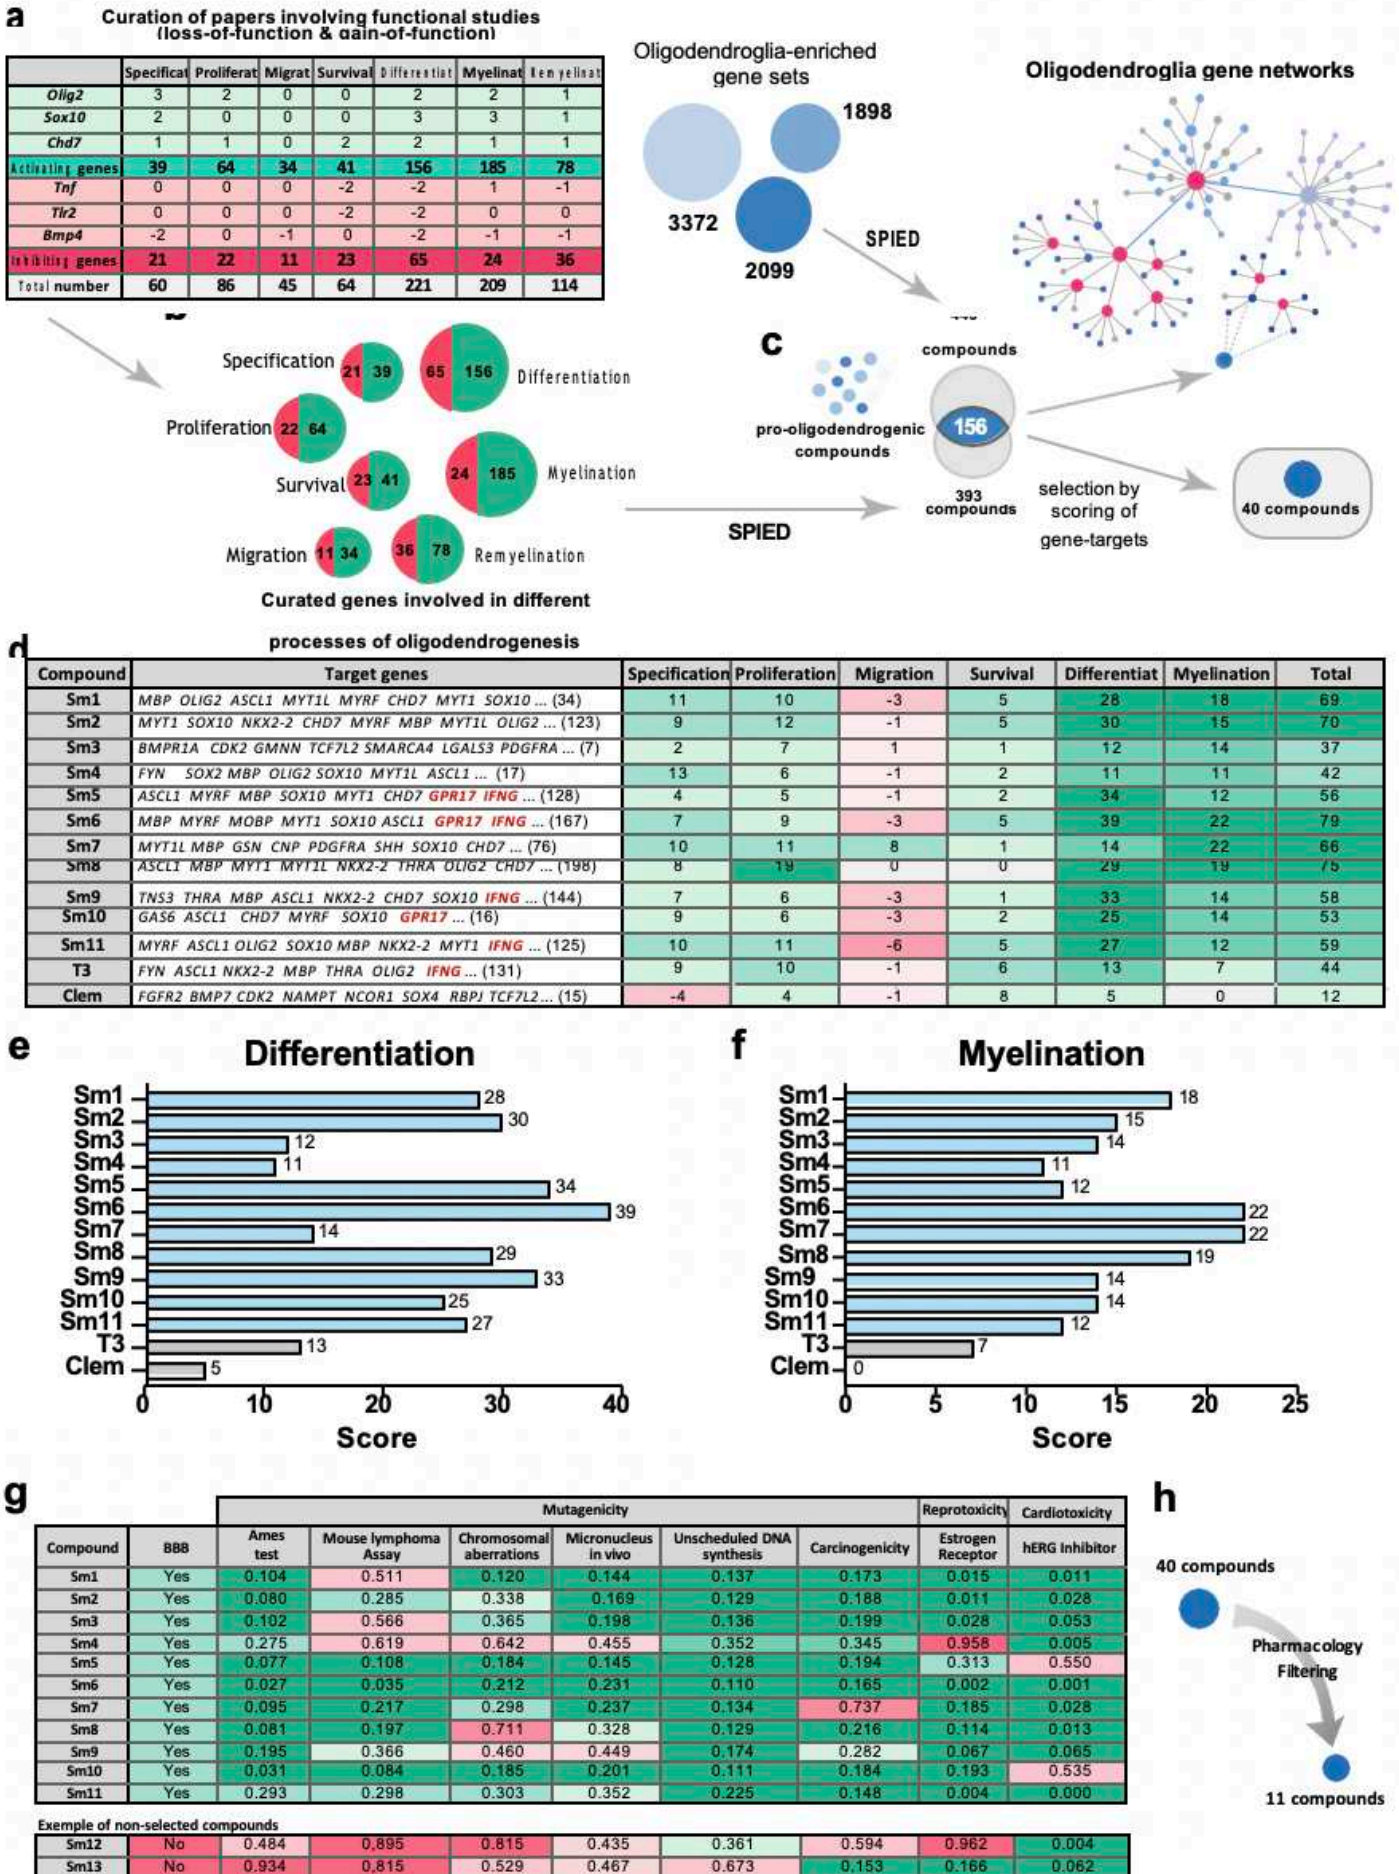 a
Curation of papers involving functional studies
(loss-of-function & gain-of-function)
Specificat Proliferat Migrat Survival Differentiat Myelinat Remyelinat
Olig2 3 2 0 0 2 2 1
Sox10 2 0 0 0 3 3 1
Chd7 1 1 0 2 2 1 1
Activating genes 39 64 34 41 156 185 78
Tnf 0 0 0 -2 -2 1 -1
Tlr2 0 0 0 -2 -2 0 0
Bmp4 -2 0 -1 0 -2 -1 -1
Inhibiting genes 21 22 11 23 65 24 36
Total number 60 86 45 64 221 209 114
Oligodendroglia-enriched
gene sets
1898
3372
2099
SPIED
Oligodendroglia gene networks
b
Specification 21 39
65 156 Differentiation
Proliferation 22 64
24 185 Myelination
Survival 23 41
Migration 11 34
36 78 Remyelination
Curated genes involved in different
processes of oligodendrogenesis
SPIED
c
compounds
pro-oligodendrogenic
compounds
156
393
compounds
selection by
scoring of
gene-targets
40 compounds
d
Compound Target genes Specification Proliferation Migration Survival Differentiat Myelination Total
Sm1 MBP OLIG2 ASCL1 MYT1L MYRF CHD7 MYT1 SOX10 ... (34) 11 10 -3 5 28 18 69
Sm2 MYT1 SOX10 NKX2-2 CHD7 MYRF MBP MYT1L OLIG2 ... (123) 9 12 -1 5 30 15 70
Sm3 BMPR1A CDK2 GMNN TCF7L2 SMARCA4 LGALS3 PDGFRA ... (7) 2 7 1 1 12 14 37
Sm4 FYN SOX2 MBP OLIG2 SOX10 MYT1L ASCL1 ... (17) 13 6 -1 2 11 11 42
Sm5 ASCL1 MYRF MBP SOX10 MYT1 CHD7 GPR17 IFNG ... (128) 4 5 -1 2 34 12 56
Sm6 MBP MYRF MOBP MYT1 SOX10 ASCL1 GPR17 IFNG ... (167) 7 9 -3 5 39 22 79
Sm7 MYT1L MBP GSN CNP PDGFRA SHH SOX10 CHD7 ... (76) 10 11 8 1 14 22 66
Sm8 ASCL1 MBP MYT1 MYT1L NKX2-2 THRA OLIG2 CHD7 ... (198) 8 19 0 0 29 19 75
Sm9 TNS3 THRA MBP ASCL1 NKX2-2 CHD7 SOX10 IFNG ... (144) 7 6 -3 1 33 14 58
Sm10 GAS6 ASCL1 CHD7 MYRF SOX10 GPR17 ... (16) 9 6 -3 2 25 14 53
Sm11 MYRF ASCL1 OLIG2 SOX10 MBP NKX2-2 MYT1 IFNG ... (125) 10 11 -6 5 27 12 59
T3 FYN ASCL1 NKX2-2 MBP THRA OLIG2 IFNG ... (131) 9 10 -1 6 13 7 44
Clem FGFR2 BMP7 CDK2 NAMPT NCOR1 SOX4 RBPJ TCF7L2... (15) -4 4 -1 8 5 0 12
e
Differentiation
Sm1 28
Sm2 30
Sm3 12
Sm4 11
Sm5 34
Sm6 39
Sm7 14
Sm8 29
Sm9 33
Sm10 25
Sm11 27
T3 13
Clem 5
0 10 20 30 40
Score
f
Myelination
Sm1 18
Sm2 15
Sm3 14
Sm4 11
Sm5 12
Sm6 22
Sm7 22
Sm8 19
Sm9 14
Sm10 14
Sm11 12
T3 7
Clem 0
0 5 10 15 20 25
Score
g
Mutagenicity Reprotoxicity Cardiotoxicity
Compound BBB Ames test Mouse lymphoma Assay Chromosomal aberrations Micronucleus in vivo Unscheduled DNA synthesis Carcinogenicity Estrogen Receptor hERG Inhibitor
Sm1 Yes 0.104 0.511 0.120 0.144 0.137 0.173 0.015 0.011
Sm2 Yes 0.080 0.285 0.338 0.169 0.129 0.188 0.011 0.028
Sm3 Yes 0.102 0.566 0.365 0.198 0.136 0.199 0.028 0.053
Sm4 Yes 0.275 0.619 0.642 0.455 0.352 0.345 0.958 0.005
Sm5 Yes 0.077 0.108 0.184 0.145 0.128 0.194 0.313 0.550
Sm6 Yes 0.027 0.035 0.212 0.231 0.110 0.165 0.002 0.001
Sm7 Yes 0.095 0.217 0.298 0.237 0.134 0.737 0.185 0.028
Sm8 Yes 0.081 0.197 0.711 0.328 0.129 0.216 0.114 0.013
Sm9 Yes 0.195 0.366 0.460 0.449 0.174 0.282 0.067 0.065
Sm10 Yes 0.031 0.084 0.185 0.201 0.111 0.184 0.193 0.535
Sm11 Yes 0.293 0.298 0.303 0.352 0.225 0.148 0.004 0.000
Exemple of non-selected compounds
Sm12 No 0.484 0,895 0.815 0.435 0.361 0.594 0.962 0.004
Sm13 No 0.934 0,815 0.529 0.467 0.673 0.153 0.166 0.062
h
40 compounds
Pharmacology
Filtering
11 compounds